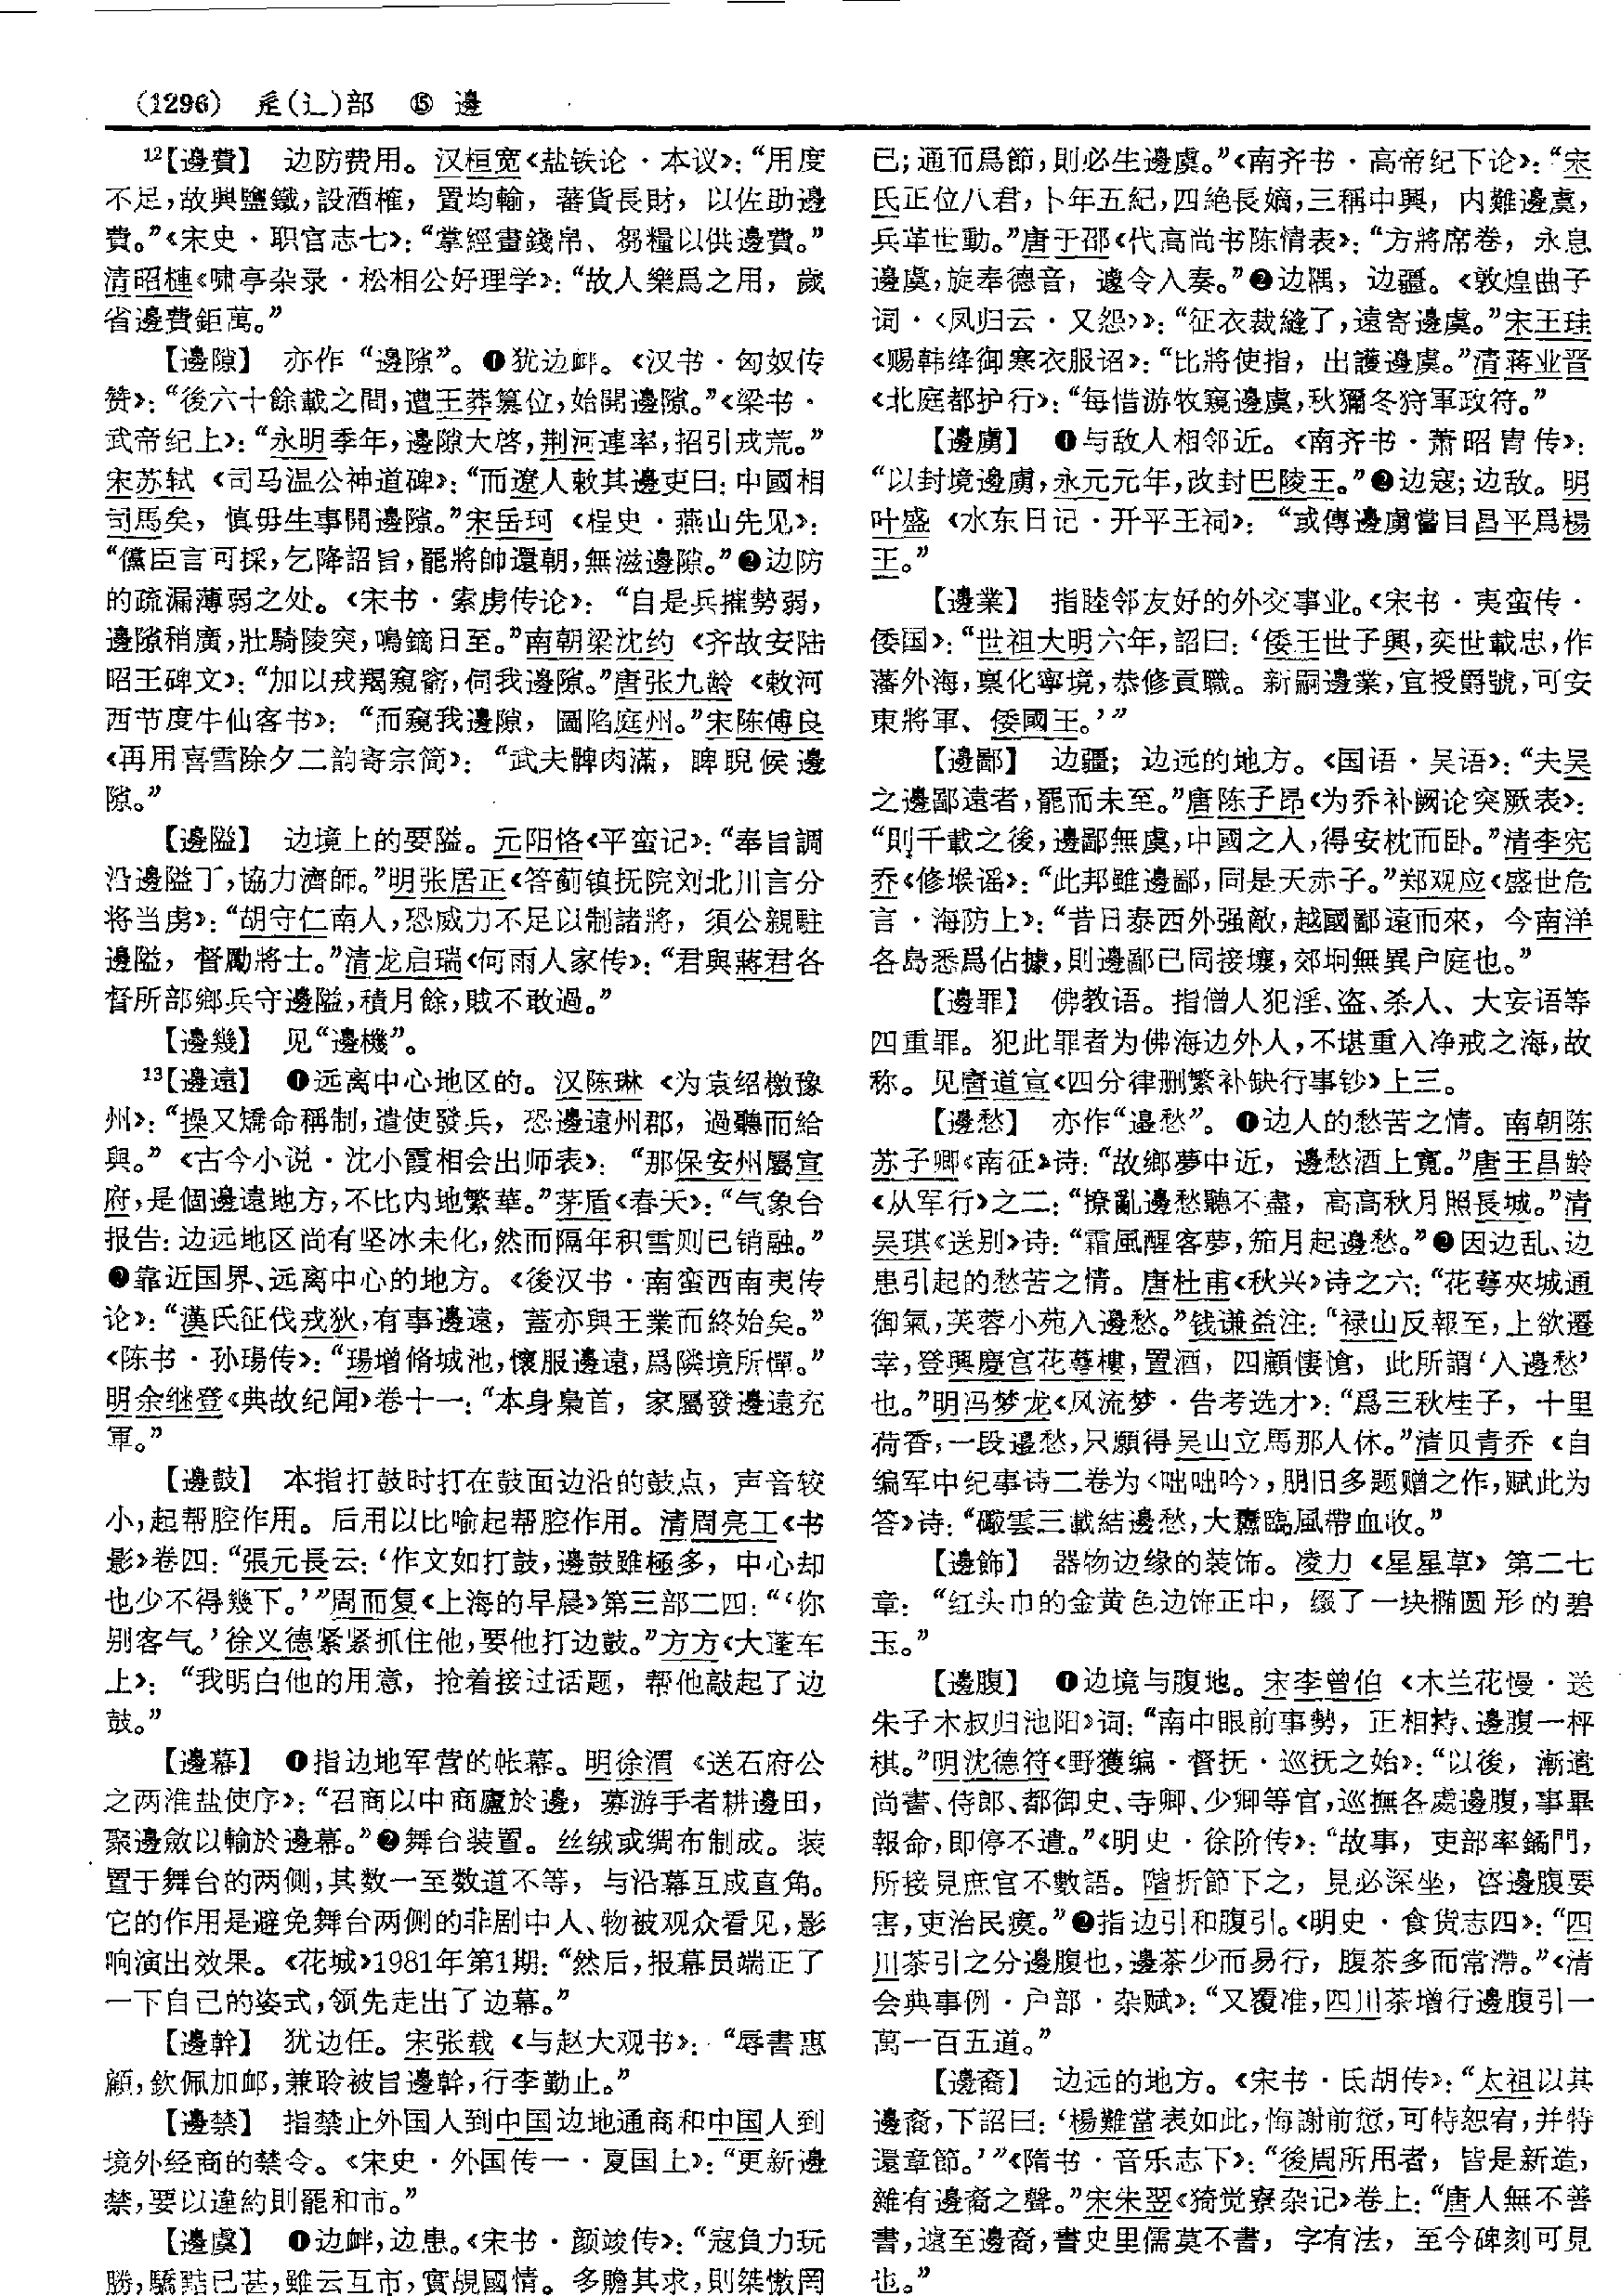 (1296) 辵(辶)部 ⑮ 邊
¹²【邊費】 边防费用。汉桓宽《盐铁论·本议》：“用度
不足，故興鹽鐵，設酒榷，置均輸，蕃貨長財，以佐助邊
費。”《宋史·职官志七》：“掌經畫錢帛、芻糧以供邊費。”
清昭槤《啸亭杂录·松相公好理学》：“故人樂爲之用，歲
省邊費鉅萬。”
【邊隙】 亦作“邊隙”。❶犹边衅。《汉书·匈奴传
赞》：“後六十餘載之間，遭王莽篡位，始開邊隙。”《梁书·
武帝纪上》：“永明季年，邊隙大啓，荆河連率，招引戎荒。”
宋苏轼《司马温公神道碑》：“而遼人敕其邊吏曰：中國相
司馬矣，慎毋生事開邊隙。”宋岳珂《桯史·燕山先见》：
“儻臣言可採，乞降詔旨，罷將帥還朝，無滋邊隙。”❷边防
的疏漏薄弱之处。《宋书·索虏传论》：“自是兵摧勢弱，
邊隙稍廣，壯騎陵突，鳴鏑日至。”南朝梁沈约《齐故安陆
昭王碑文》：“加以戎羯窺窬，伺我邊隙。”唐张九龄《敕河
西节度牛仙客书》：“而窺我邊隙，圖陷庭州。”宋陈傅良
《再用喜雪除夕二韵寄宗简》：“武夫髀肉滿，睥睨候邊
隙。”
【邊隘】 边境上的要隘。元阳恪《平蛮记》：“奉旨調
沿邊隘丁，協力濟師。”明张居正《答蓟镇抚院刘北川言分
将当虏》：“胡守仁南人，恐威力不足以制諸將，須公親駐
邊隘，督勵將士。”清龙启瑞《何雨人家传》：“君與蔣君各
督所部鄉兵守邊隘，積月餘，賊不敢過。”
【邊幾】 见“邊機”。
¹³【邊遠】 ❶远离中心地区的。汉陈琳《为袁绍檄豫
州》：“操又矯命稱制，遣使發兵，恐邊遠州郡，過聽而給
與。”《古今小说·沈小霞相会出师表》：“那保安州屬宣
府，是個邊遠地方，不比内地繁華。”茅盾《春天》：“气象台
报告：边远地区尚有坚冰未化，然而隔年积雪则已销融。”
❷靠近国界、远离中心的地方。《後汉书·南蛮西南夷传
论》：“漢氏征伐戎狄，有事邊遠，蓋亦與王業而終始矣。”
《陈书·孙瑒传》：“瑒增脩城池，懷服邊遠，爲隣境所憚。”
明余继登《典故纪闻》卷十一：“本身梟首，家屬發邊遠充
軍。”
【邊鼓】 本指打鼓时打在鼓面边沿的鼓点，声音较
小，起帮腔作用。后用以比喻起帮腔作用。清周亮工《书
影》卷四：“張元長云：‘作文如打鼓，邊鼓雖極多，中心却
也少不得幾下。’”周而复《上海的早晨》第三部二四：“‘你
别客气。’徐义德紧紧抓住他，要他打边鼓。”方方《大篷车
上》：“我明白他的用意，抢着接过话题，帮他敲起了边
鼓。”
【邊幕】 ❶指边地军营的帐幕。明徐渭《送石府公
之两淮盐使序》：“召商以中商廬於邊，募游手者耕邊田，
聚邊斂以輸於邊幕。”❷舞台装置。丝绒或绸布制成。装
置于舞台的两侧，其数一至数道不等，与沿幕互成直角。
它的作用是避免舞台两侧的非剧中人、物被观众看见，影
响演出效果。《花城》1981年第1期：“然后，报幕员端正了
一下自己的姿式，领先走出了边幕。”
【邊幹】 犹边任。宋张载《与赵大观书》：“辱書惠
顧，欽佩加卹，兼聆被旨邊幹，行李勤止。”
【邊禁】 指禁止外国人到中国边地通商和中国人到
境外经商的禁令。《宋史·外国传一·夏国上》：“更新邊
禁，要以違約則罷和市。”
【邊虞】 ❶边衅，边患。《宋书·颜竣传》：“寇負力玩
勝，驕黠已甚，雖云互市，實覘國情。多贍其求，則桀慠罔
已；通而爲節，則必生邊虞。”《南齐书·高帝纪下论》：“宋
氏正位八君，卜年五紀，四絶長嫡，三稱中興，内難邊虞，
兵革世動。”唐于邵《代高尚书陈情表》：“方將席卷，永息
邊虞，旋奉德音，遽令入奏。”❷边隅，边疆。《敦煌曲子
词·〈凤归云·又怨〉》：“征衣裁縫了，遠寄邊虞。”宋王珪
《赐韩绛御寒衣服诏》：“比將使指，出護邊虞。”清蒋业晋
《北庭都护行》：“每借游牧窺邊虞，秋獮冬狩軍政符。”
【邊虜】 ❶与敌人相邻近。《南齐书·萧昭胄传》：
“以封境邊虜，永元元年，改封巴陵王。”❷边寇；边敌。明
叶盛《水东日记·开平王祠》：“或傳邊虜嘗目昌平爲楊
王。”
【邊業】 指睦邻友好的外交事业。《宋书·夷蛮传·
倭国》：“世祖大明六年，詔曰：‘倭王世子興，奕世載忠，作
藩外海，稟化寧境，恭修貢職。新嗣邊業，宜授爵號，可安
東將軍、倭國王。’”
【邊鄙】 边疆；边远的地方。《国语·吴语》：“夫吴
之邊鄙遠者，罷而未至。”唐陈子昂《为乔补阙论突厥表》：
“則千載之後，邊鄙無虞，中國之人，得安枕而卧。”清李宪
乔《修堠谣》：“此邦雖邊鄙，同是天赤子。”郑观应《盛世危
言·海防上》：“昔日泰西外强敵，越國鄙遠而來，今南洋
各島悉爲佔據，則邊鄙已同接壤，郊坰無異户庭也。”
【邊罪】 佛教语。指僧人犯淫、盗、杀人、大妄语等
四重罪。犯此罪者为佛海边外人，不堪重入净戒之海，故
称。见唐道宣《四分律删繁补缺行事钞》上三。
【邊愁】 亦作“邉愁”。❶边人的愁苦之情。南朝陈
苏子卿《南征》诗：“故鄉夢中近，邊愁酒上寬。”唐王昌龄
《从军行》之二：“撩亂邊愁聽不盡，高高秋月照長城。”清
吴琪《送别》诗：“霜風醒客夢，笳月起邊愁。”❷因边乱、边
患引起的愁苦之情。唐杜甫《秋兴》诗之六：“花萼夾城通
御氣，芙蓉小苑入邊愁。”钱谦益注：“禄山反報至，上欲遷
幸，登興慶宫花萼樓，置酒，四顧悽愴，此所謂‘入邊愁’
也。”明冯梦龙《风流梦·告考选才》：“爲三秋桂子，十里
荷香，一段邊愁，只願得吴山立馬那人休。”清贝青乔《自
编军中纪事诗二卷为〈咄咄吟〉，朋旧多题赠之作，赋此为
答》诗：“磤雲三載結邊愁，大纛臨風帶血收。”
【邊飾】 器物边缘的装饰。凌力《星星草》第二七
章：“红头巾的金黄色边饰正中，缀了一块椭圆形的碧
玉。”
【邊腹】 ❶边境与腹地。宋李曾伯《木兰花慢·送
朱子木叔归池阳》词：“南中眼前事勢，正相持、邊腹一枰
棋。”明沈德符《野獲编·督抚·巡抚之始》：“以後，漸遣
尚書、侍郎、都御史、寺卿、少卿等官，巡撫各處邊腹，事畢
報命，即停不遣。”《明史·徐阶传》：“故事，吏部率鐍門，
所接見庶官不數語。階折節下之，見必深坐，咨邊腹要
害，吏治民瘼。”❷指边引和腹引。《明史·食货志四》：“四
川茶引之分邊腹也，邊茶少而易行，腹茶多而常滯。”《清
会典事例·户部·杂赋》：“又覆准，四川茶增行邊腹引一
萬一百五道。”
【邊裔】 边远的地方。《宋书·氐胡传》：“太祖以其
邊裔，下詔曰：‘楊難當表如此，悔謝前愆，可特恕宥，并特
還章節。’”《隋书·音乐志下》：“後周所用者，皆是新造，
雜有邊裔之聲。”宋朱翌《猗觉寮杂记》卷上：“唐人無不善
書，遠至邊裔，書史里儒莫不書，字有法，至今碑刻可見
也。”